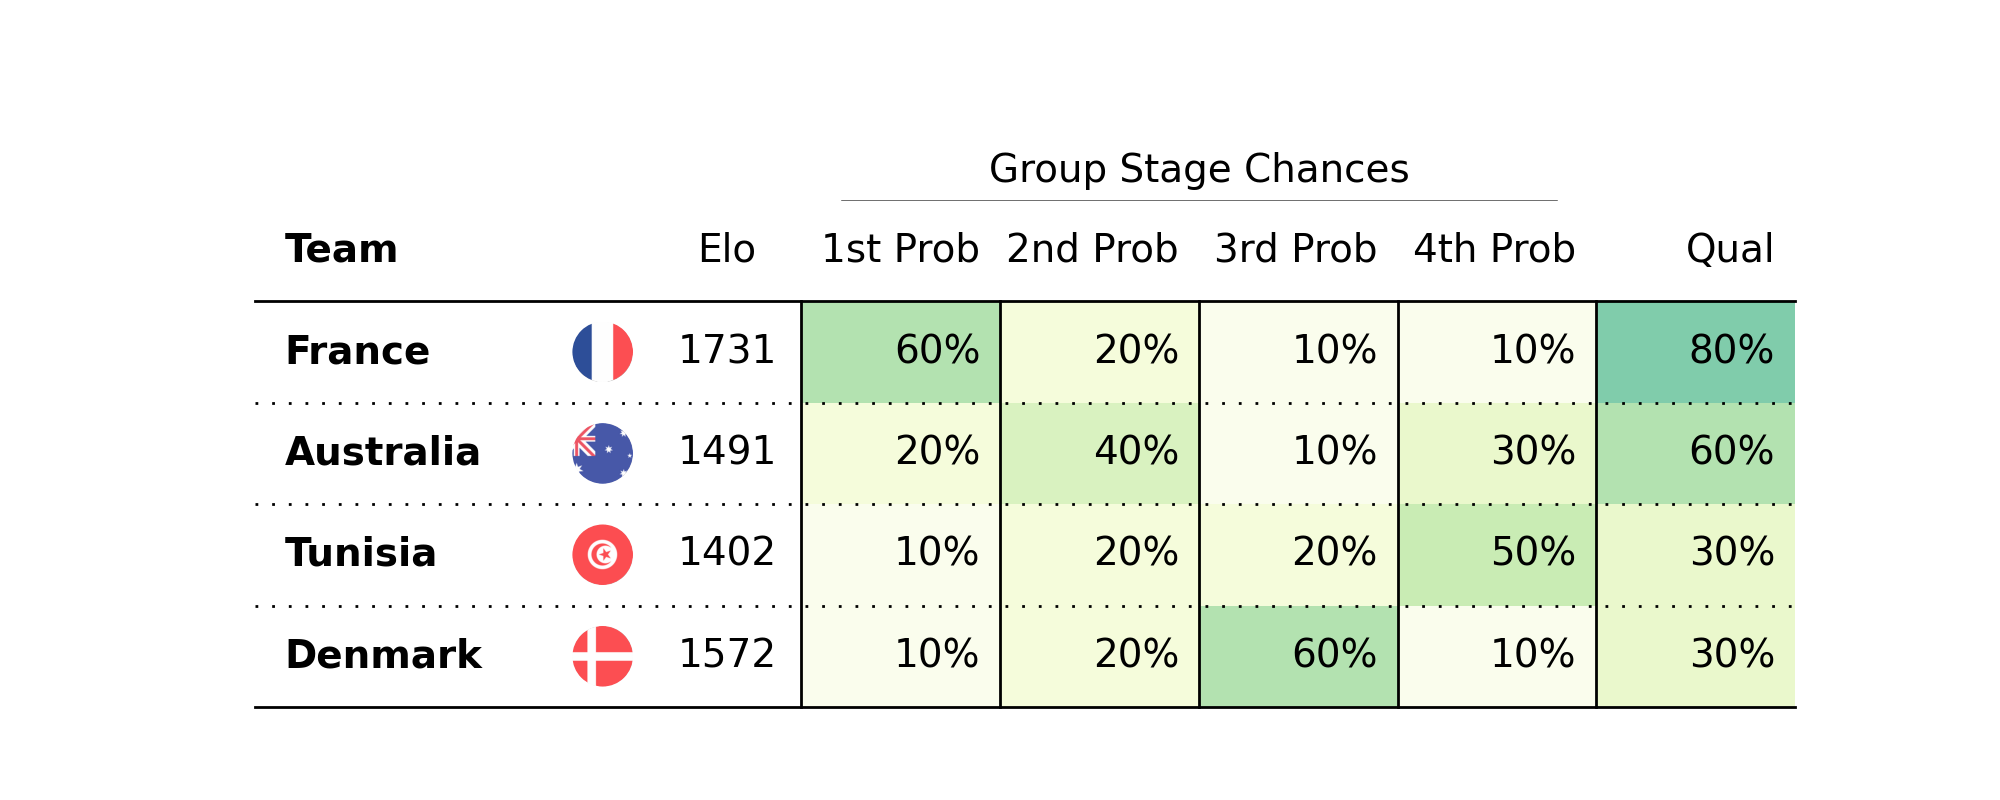 Group Stage Chances
Team Elo 1st Prob 2nd Prob 3rd Prob 4th Prob Qual
France 1731 60% 20% 10% 10% 80%
Australia 1491 20% 40% 10% 30% 60%
Tunisia 1402 10% 20% 20% 50% 30%
Denmark 1572 10% 20% 60% 10% 30%